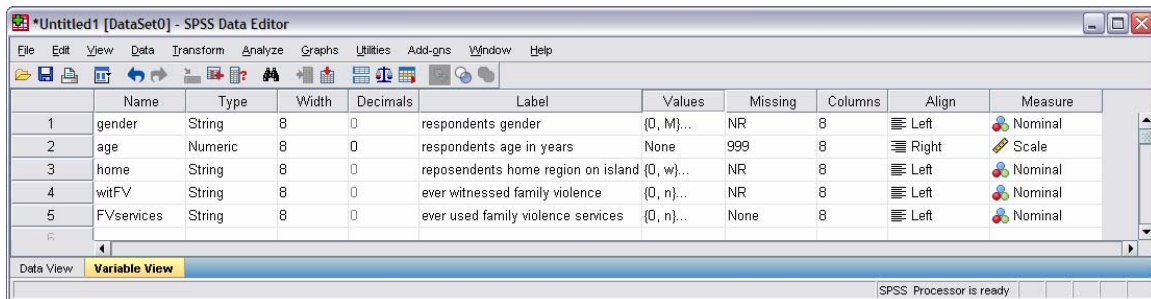 *Untitled1 [DataSet0] - SPSS Data Editor
File Edit View Data Transform Analyze Graphs Utilities Add-ons Window Help
Name Type Width Decimals Label Values Missing Columns Align Measure
1 gender String 8 0 respondents gender {0, M}... NR 8 Left Nominal
2 age Numeric 8 0 respondents age in years None 999 8 Right Scale
3 home String 8 0 reposendents home region on island {0, w}... NR 8 Left Nominal
4 witFV String 8 0 ever witnessed family violence {0, n}... NR 8 Left Nominal
5 FVservices String 8 0 ever used family violence services {0, n}... None 8 Left Nominal
6
Data View Variable View
SPSS Processor is ready